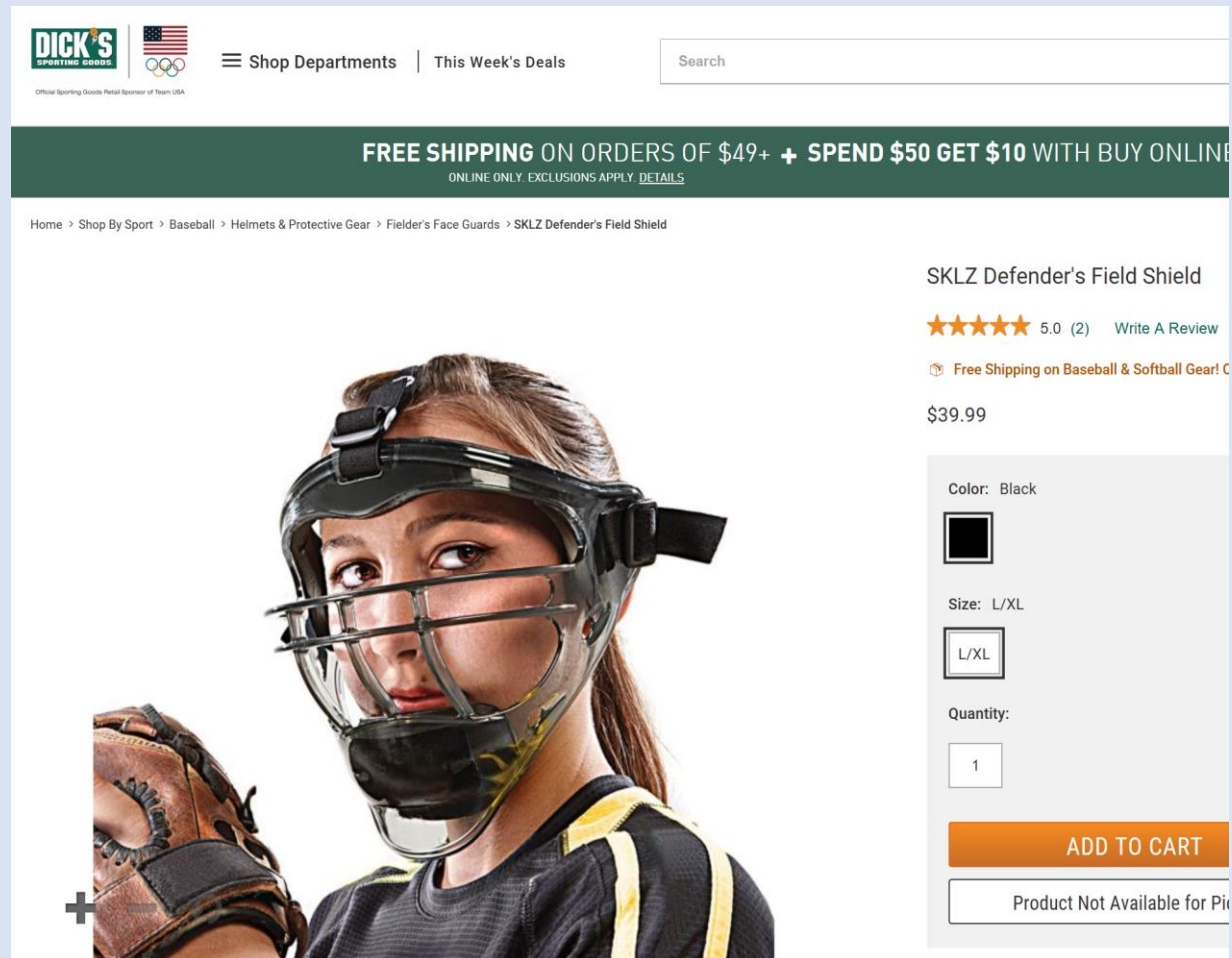 DICK'S
SPORTING GOODS
Official Sporting Goods Retail Sponsor of Team USA
Shop Departments
This Week's Deals
Search
FREE SHIPPING ON ORDERS OF $49+ + SPEND $50 GET $10 WITH BUY ONLINE
ONLINE ONLY. EXCLUSIONS APPLY. DETAILS
Home > Shop By Sport > Baseball > Helmets & Protective Gear > Fielder's Face Guards > SKLZ Defender's Field Shield
SKLZ Defender's Field Shield
5.0 (2) Write A Review
Free Shipping on Baseball & Softball Gear!
$39.99
Color: Black
Size: L/XL
L/XL
Quantity:
1
ADD TO CART
Product Not Available for